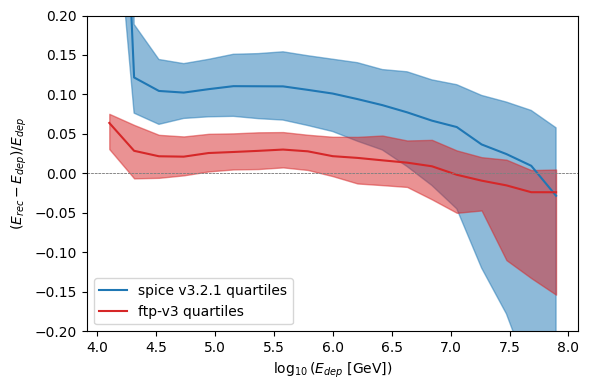 0.20
0.15
0.10
0.05
0.00
−0.05
−0.10
−0.15
−0.20
(E_rec − E_dep)/E_dep
spice v3.2.1 quartiles
ftp-v3 quartiles
4.0 4.5 5.0 5.5 6.0 6.5 7.0 7.5 8.0
log₁₀(E_dep [GeV])